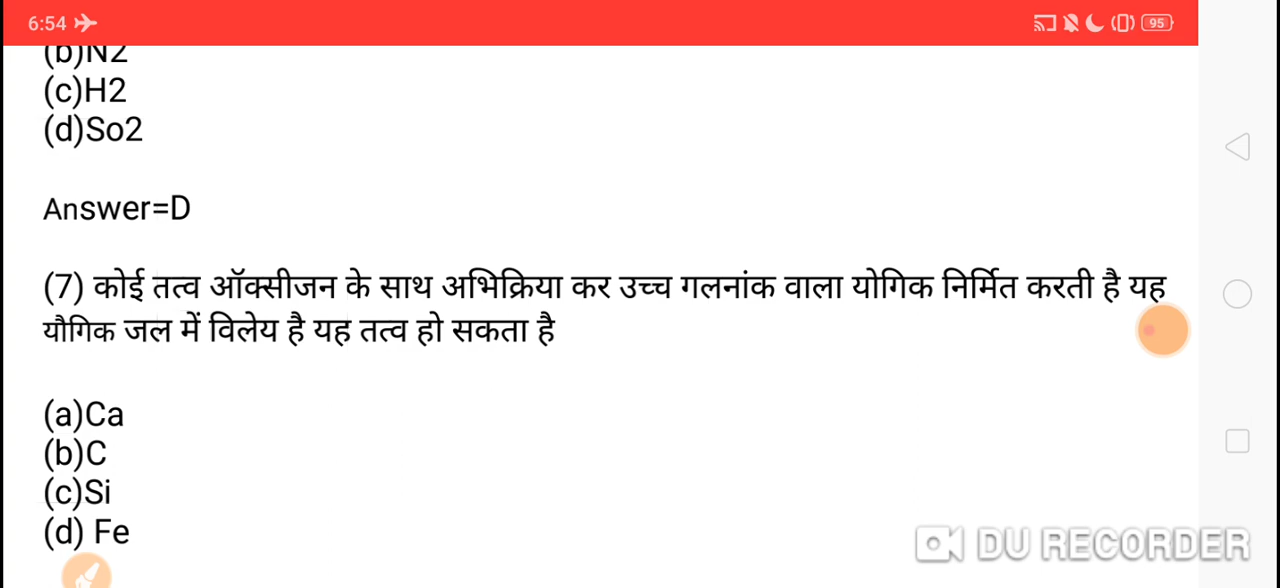 6:54
95
(b)N2
(c)H2
(d)So2
Answer=D
(7) कोई तत्व ऑक्सीजन के साथ अभिक्रिया कर उच्च गलनांक वाला योगिक निर्मित करती है यह
यौगिक जल में विलेय है यह तत्व हो सकता है
(a)Ca
(b)C
(c)Si
(d) Fe
DU RECORDER